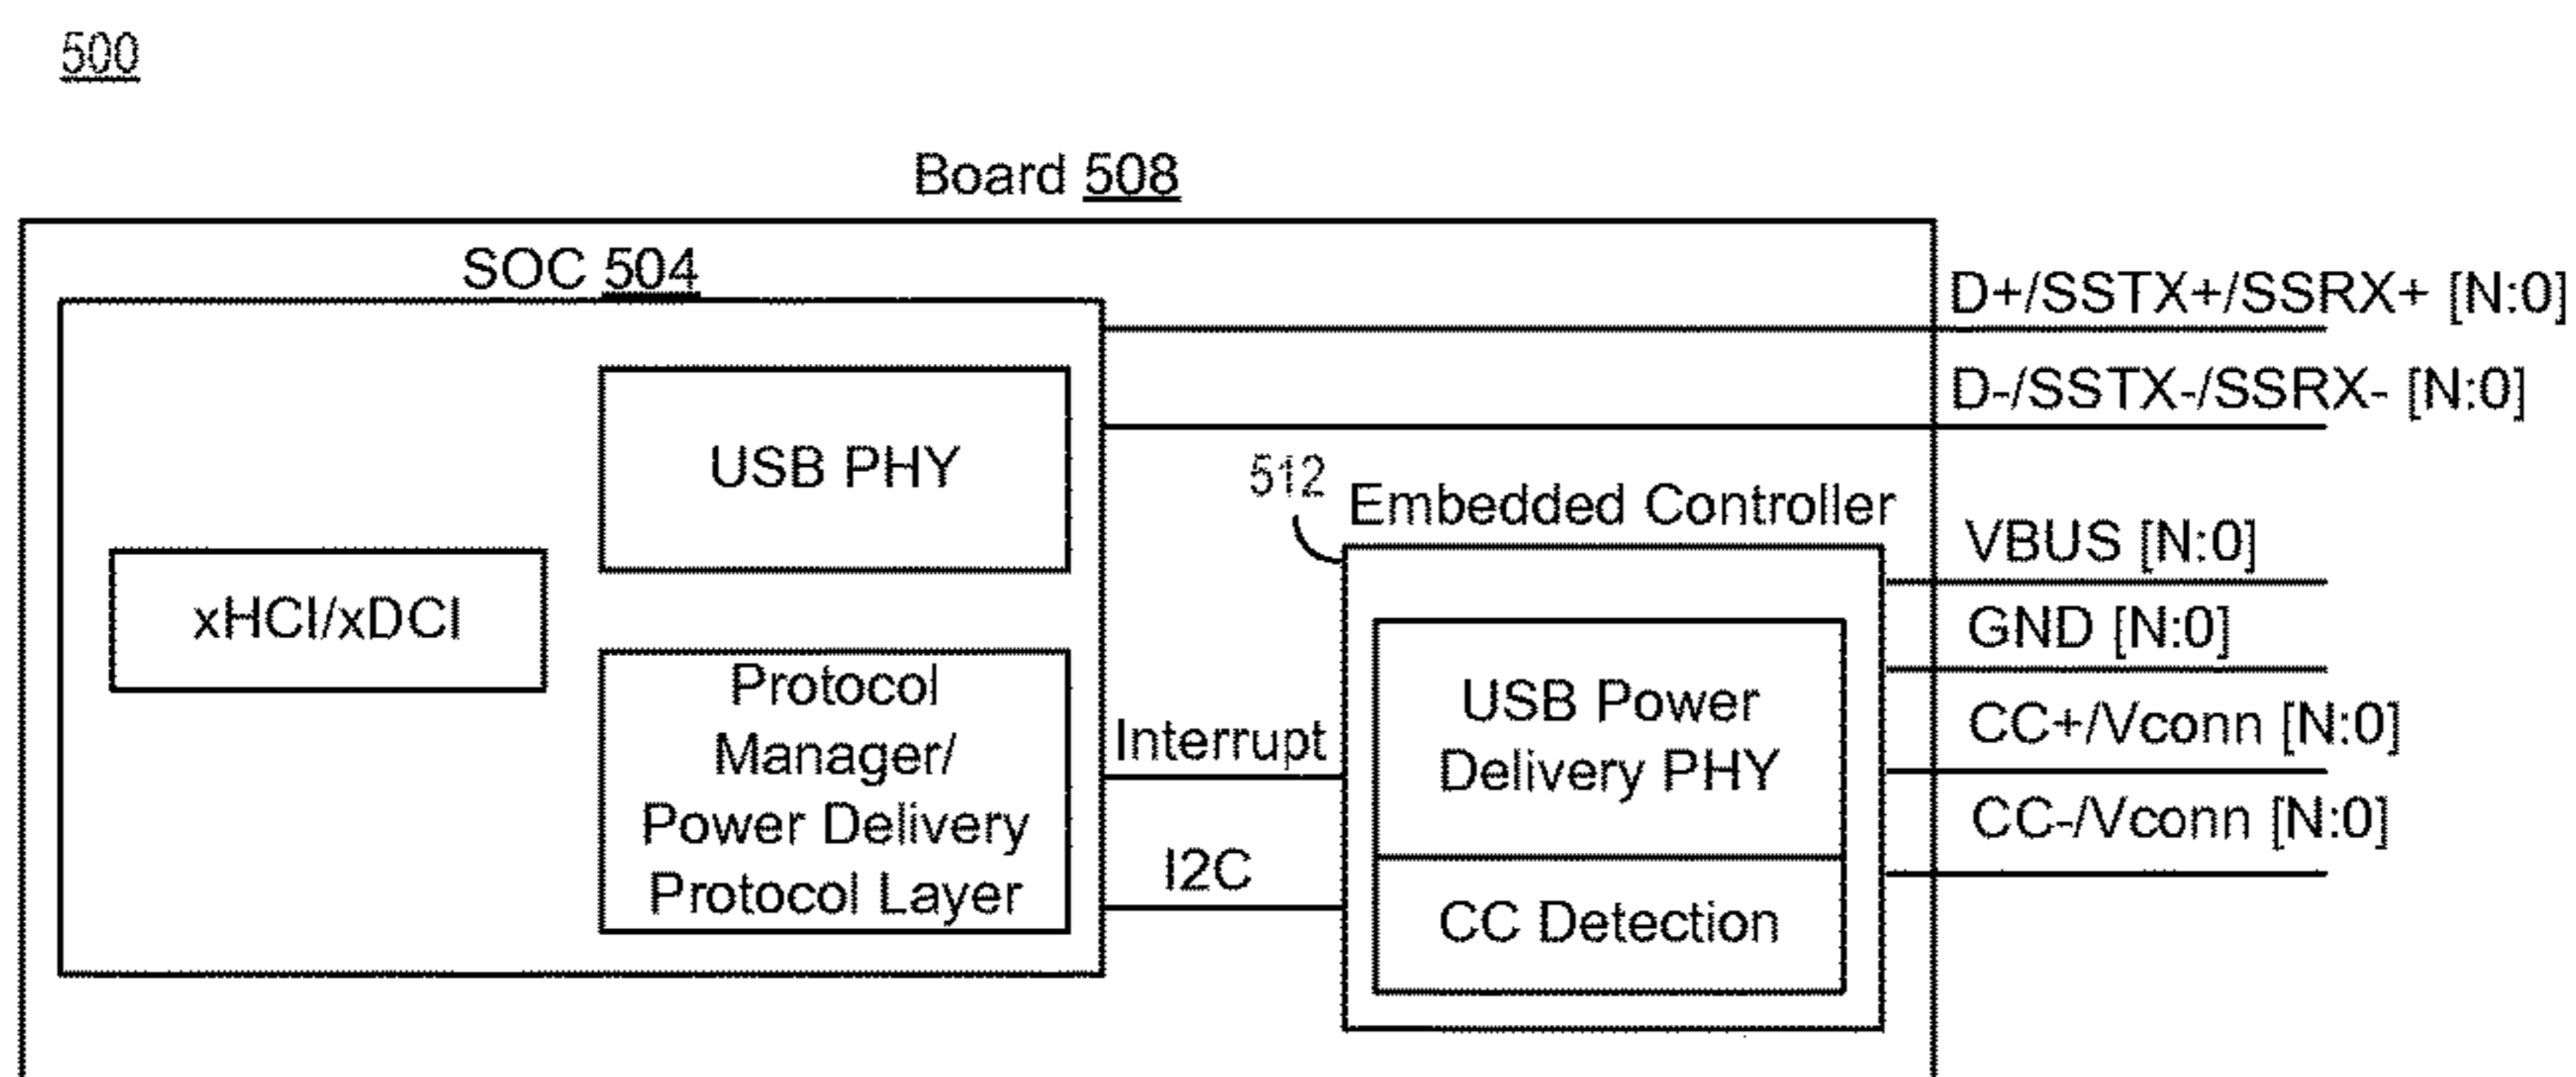 500
Board 508
SOC 504
D+/SSTX+/SSRX+ [N:0]
D-/SSTX-/SSRX- [N:0]
USB PHY
512
Embedded Controller
VBUS [N:0]
xHCI/xDCI
GND [N:0]
Protocol
Manager/
Power Delivery
Protocol Layer
Interrupt
I2C
USB Power
Delivery PHY
CC Detection
CC+/Vconn [N:0]
CC-/Vconn [N:0]